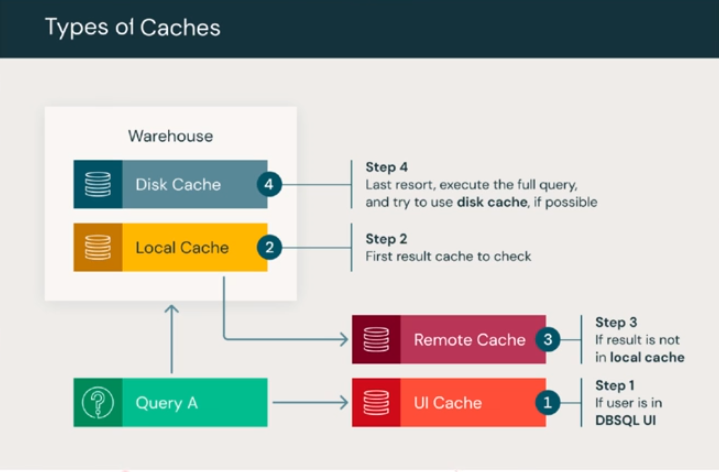 Types of Caches
Warehouse
Disk Cache
4
Step 4
Last resort, execute the full query,
and try to use disk cache, if possible
Local Cache
2
Step 2
First result cache to check
Remote Cache
3
Step 3
If result is not
in local cache
Query A
UI Cache
1
Step 1
If user is in
DBSQL UI